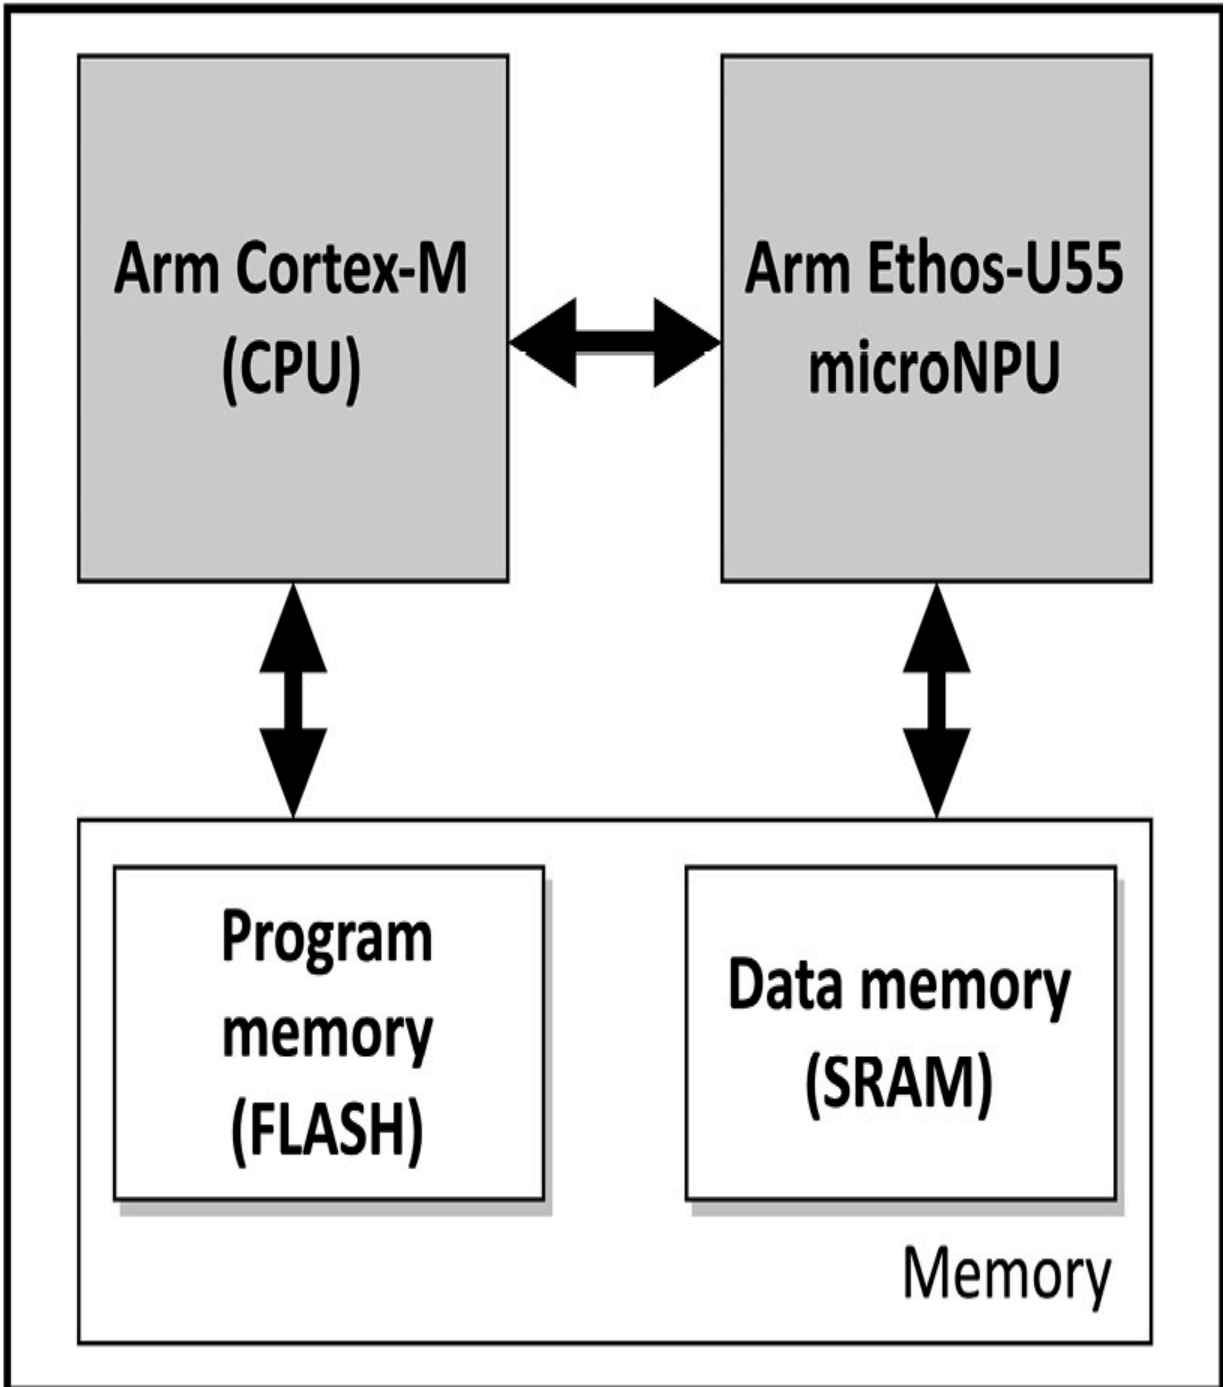 Arm Cortex-M
(CPU)
Arm Ethos-U55
microNPU
Program
memory
(FLASH)
Data memory
(SRAM)
Memory